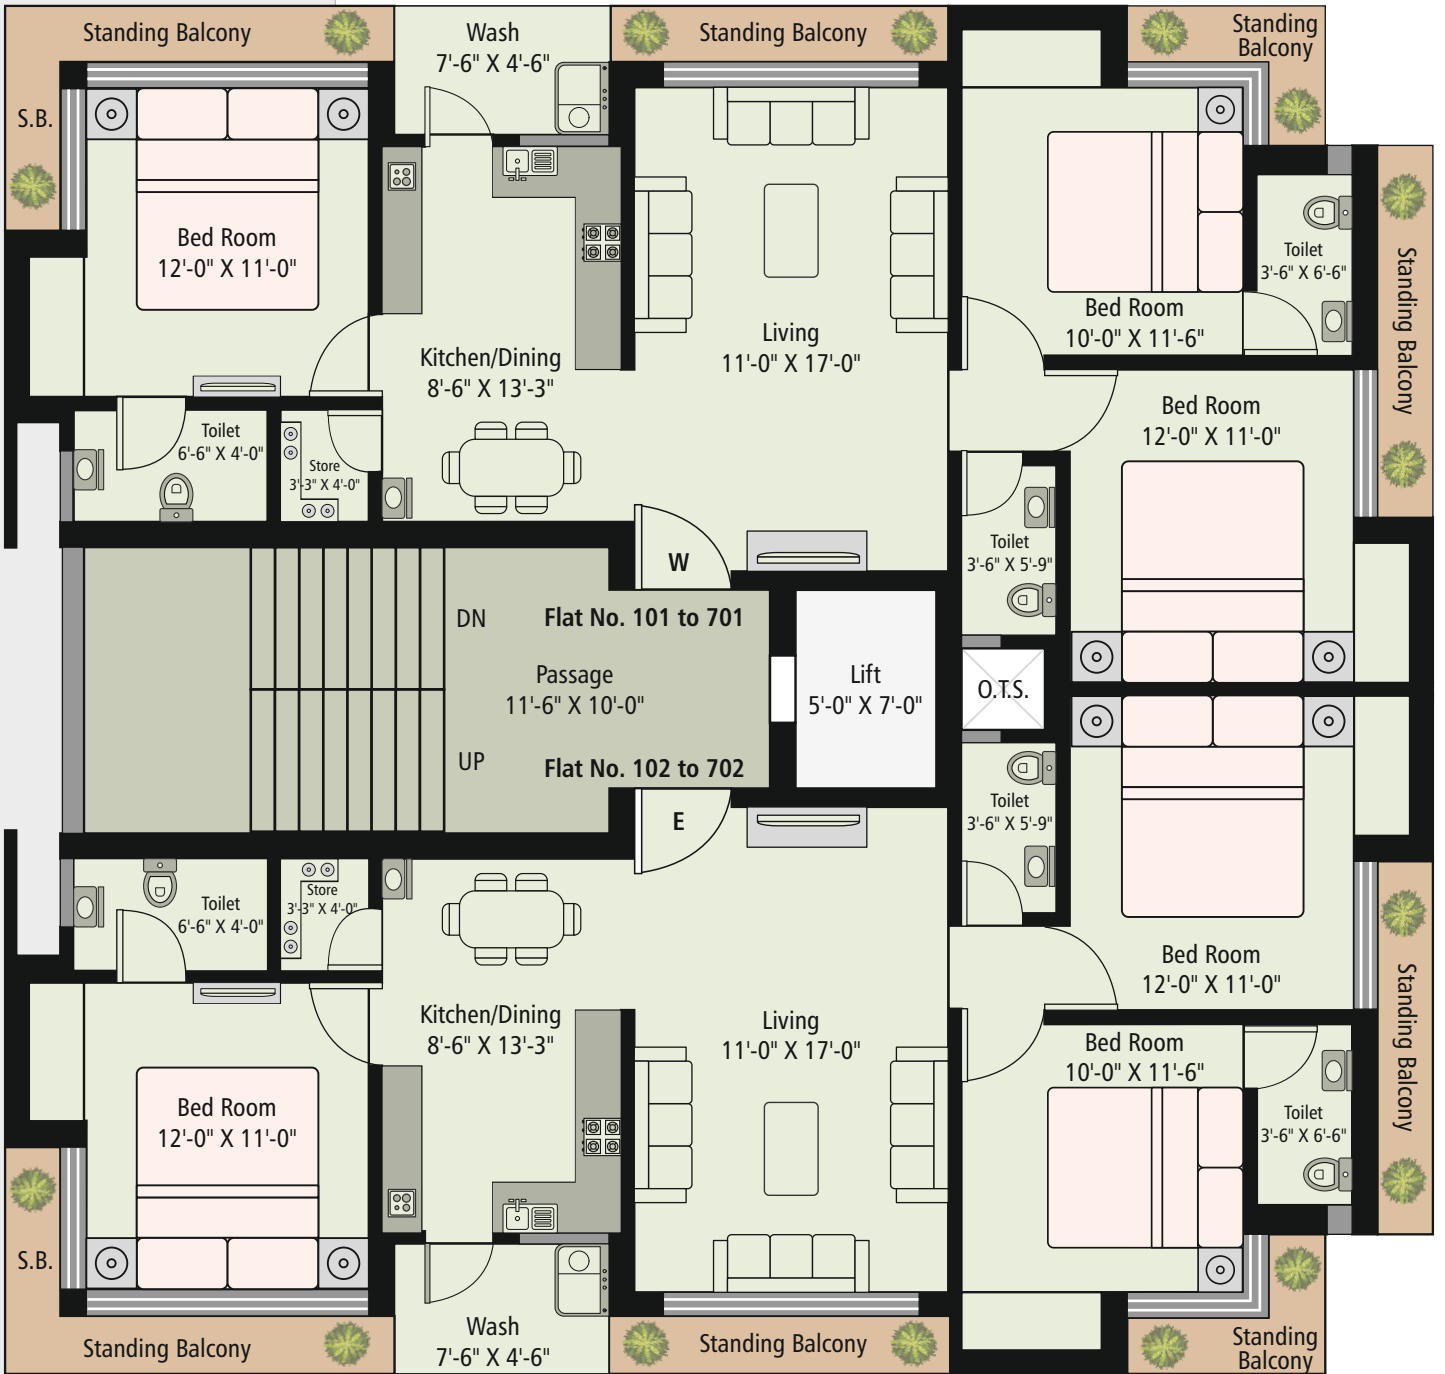 Standing Balcony
Wash
7'-6" X 4'-6"
Standing Balcony
Standing
Balcony
S.B.
Bed Room
12'-0" X 11'-0"
Kitchen/Dining
8'-6" X 13'-3"
Living
11'-0" X 17'-0"
Bed Room
10'-0" X 11'-6"
Toilet
3'-6" X 6'-6"
Standing Balcony
Bed Room
12'-0" X 11'-0"
Toilet
6'-6" X 4'-0"
Store
3'-3" X 4'-0"
Toilet
3'-6" X 5'-9"
W
DN
Flat No. 101 to 701
Passage
11'-6" X 10'-0"
Lift
5'-0" X 7'-0"
O.T.S.
UP
Flat No. 102 to 702
E
Toilet
3'-6" X 5'-9"
Toilet
6'-6" X 4'-0"
Store
3'-3" X 4'-0"
Bed Room
12'-0" X 11'-0"
Standing Balcony
Kitchen/Dining
8'-6" X 13'-3"
Living
11'-0" X 17'-0"
Bed Room
10'-0" X 11'-6"
Bed Room
12'-0" X 11'-0"
Toilet
3'-6" X 6'-6"
S.B.
Standing Balcony
Wash
7'-6" X 4'-6"
Standing Balcony
Standing
Balcony